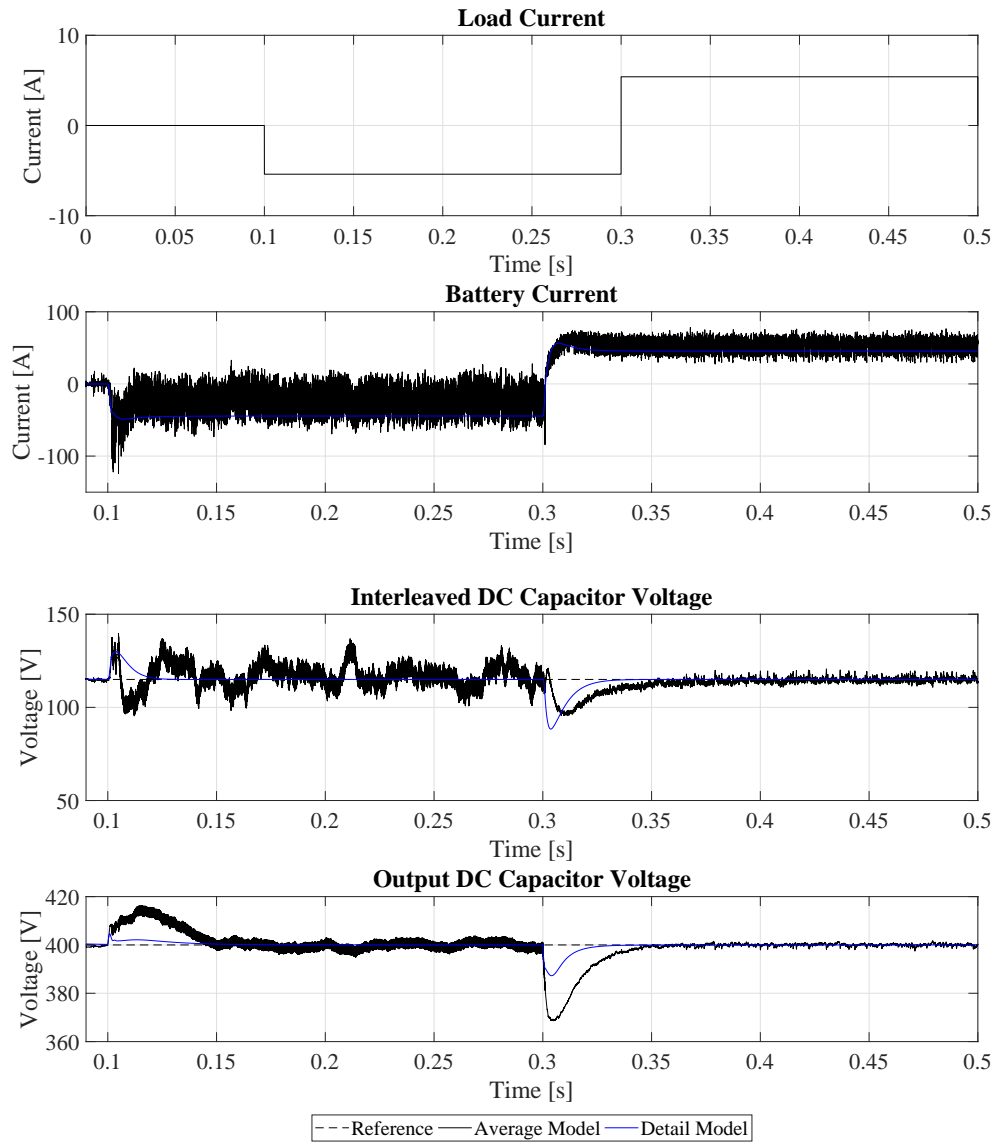 Load Current
10
0
-10
Current [A]
0 0.05 0.1 0.15 0.2 0.25 0.3 0.35 0.4 0.45 0.5
Time [s]
Battery Current
100
0
-100
Current [A]
0.1 0.15 0.2 0.25 0.3 0.35 0.4 0.45 0.5
Time [s]
Interleaved DC Capacitor Voltage
150
100
50
Voltage [V]
0.1 0.15 0.2 0.25 0.3 0.35 0.4 0.45 0.5
Time [s]
Output DC Capacitor Voltage
420
400
380
360
Voltage [V]
0.1 0.15 0.2 0.25 0.3 0.35 0.4 0.45 0.5
Time [s]
Reference Average Model Detail Model